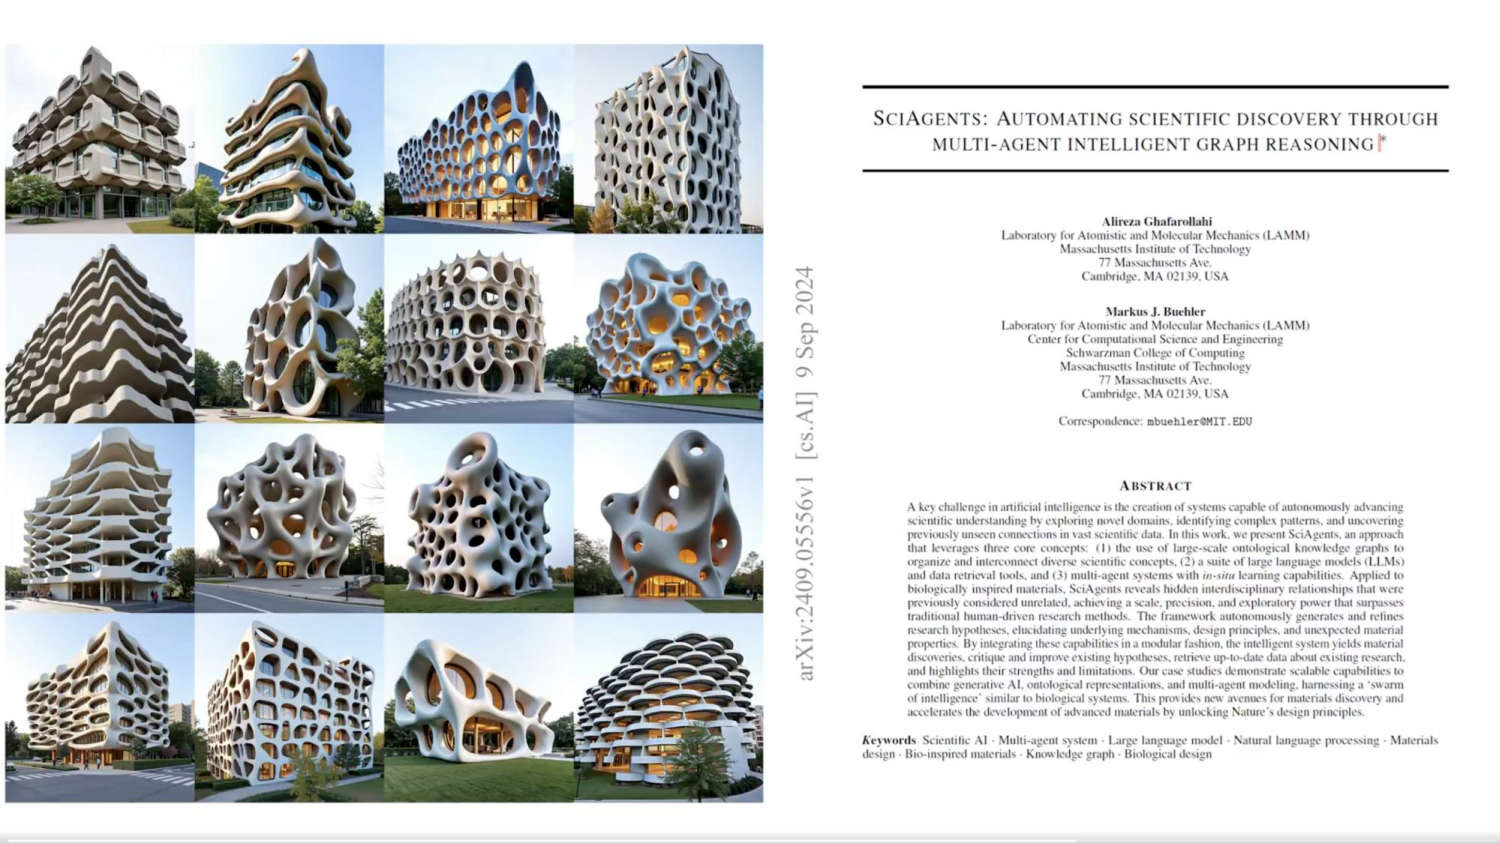 arXiv:2409.05556v1 [cs.AI] 9 Sep 2024
SCIAGENTS: AUTOMATING SCIENTIFIC DISCOVERY THROUGH
MULTI-AGENT INTELLIGENT GRAPH REASONING*
Alireza Ghafarollahi
Laboratory for Atomistic and Molecular Mechanics (LAMM)
Massachusetts Institute of Technology
77 Massachusetts Ave.
Cambridge, MA 02139, USA
Markus J. Buehler
Laboratory for Atomistic and Molecular Mechanics (LAMM)
Center for Computational Science and Engineering
Schwarzman College of Computing
Massachusetts Institute of Technology
77 Massachusetts Ave.
Cambridge, MA 02139, USA
Correspondence: mbuehler@MIT.EDU
ABSTRACT
A key challenge in artificial intelligence is the creation of systems capable of autonomously advancing
scientific understanding by exploring novel domains, identifying complex patterns, and uncovering
previously unseen connections in vast scientific data. In this work, we present SciAgents, an approach
that leverages three core concepts: (1) the use of large-scale ontological knowledge graphs to
organize and interconnect diverse scientific concepts, (2) a suite of large language models (LLMs)
and data retrieval tools, and (3) multi-agent systems with in-situ learning capabilities. Applied to
biologically inspired materials, SciAgents reveals hidden interdisciplinary relationships that were
previously considered unrelated, achieving a scale, precision, and exploratory power that surpasses
traditional human-driven research methods. The framework autonomously generates and refines
research hypotheses, elucidating underlying mechanisms, design principles, and unexpected material
properties. By integrating these capabilities in a modular fashion, the intelligent system yields material
discoveries, critique and improve existing hypotheses, retrieve up-to-date data about existing research,
and highlights their strengths and limitations. Our case studies demonstrate scalable capabilities to
combine generative AI, ontological representations, and multi-agent modeling, harnessing a ‘swarm
of intelligence’ similar to biological systems. This provides new avenues for materials discovery and
accelerates the development of advanced materials by unlocking Nature’s design principles.
Keywords Scientific AI · Multi-agent system · Large language model · Natural language processing · Materials
design · Bio-inspired materials · Knowledge graph · Biological design